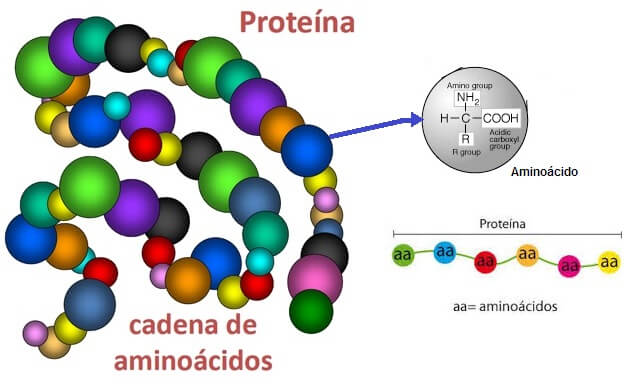 Proteína
Amino group
NH2
H – C – COOH
R
Acidic
carboxyl
group
R group
Aminoácido
Proteína
aa aa aa aa aa aa
aa= aminoácidos
cadena de
aminoácidos